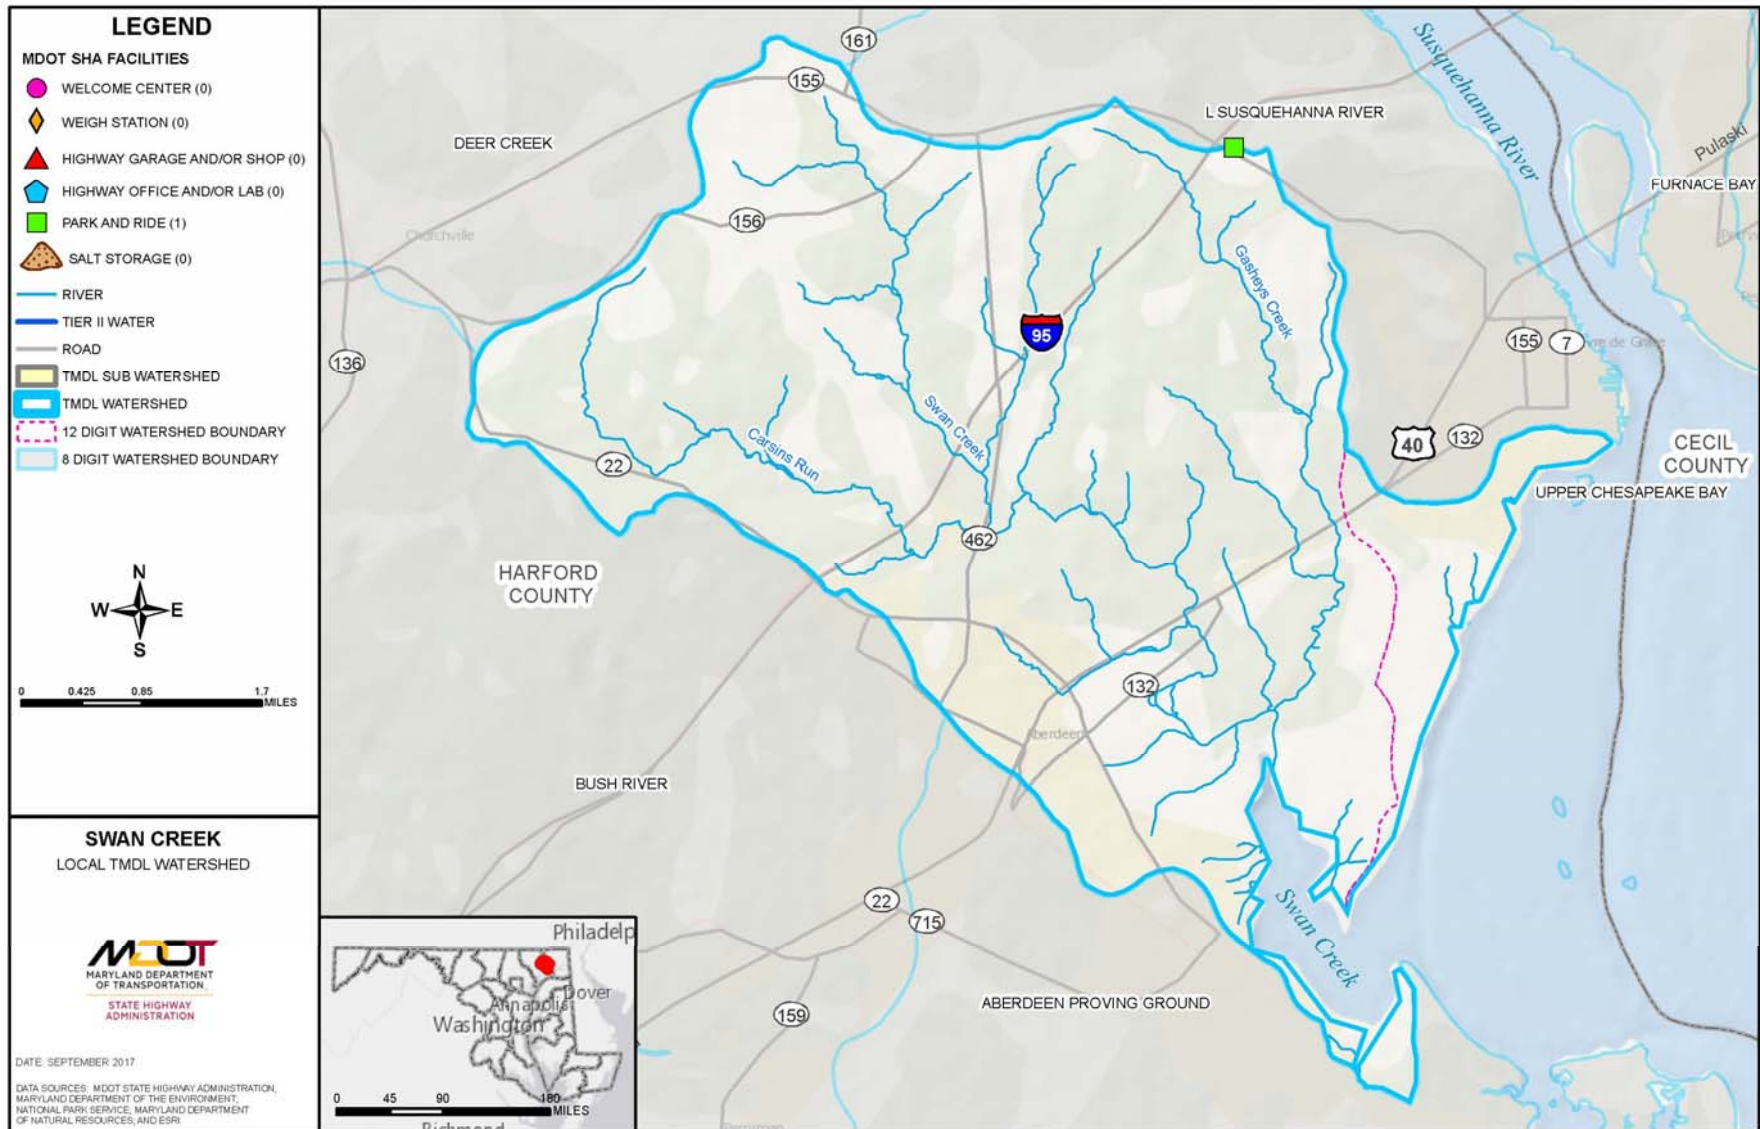 LEGEND
MDOT SHA FACILITIES
WELCOME CENTER (0)
WEIGH STATION (0)
HIGHWAY GARAGE AND/OR SHOP (0)
HIGHWAY OFFICE AND/OR LAB (0)
PARK AND RIDE (1)
SALT STORAGE (0)
RIVER
TIER II WATER
ROAD
TMDL SUB WATERSHED
TMDL WATERSHED
12 DIGIT WATERSHED BOUNDARY
8 DIGIT WATERSHED BOUNDARY
N
W E
S
0 0.425 0.85 1.7
MILES
SWAN CREEK
LOCAL TMDL WATERSHED
MDOT
MARYLAND DEPARTMENT
OF TRANSPORTATION
STATE HIGHWAY
ADMINISTRATION
DATE: SEPTEMBER 2017
DATA SOURCES: MDOT STATE HIGHWAY ADMINISTRATION,
MARYLAND DEPARTMENT OF THE ENVIRONMENT,
NATIONAL PARK SERVICE, MARYLAND DEPARTMENT
OF NATURAL RESOURCES, AND ESRI
161
155
Susquehanna River
L SUSQUEHANNA RIVER
DEER CREEK
Pulaski
FURNACE BAY
156
Churchville
Gasheys Creek
95
136
155
7
de Grace
Swan Creek
Carsins Run
22
40
132
CECIL
COUNTY
UPPER CHESAPEAKE BAY
462
HARFORD
COUNTY
132
Aberdeen
BUSH RIVER
22
715
Swan Creek
ABERDEEN PROVING GROUND
159
Perryman
Philadelp
Dover
Annapolis
Washington
0 45 90 180
MILES
Richmond